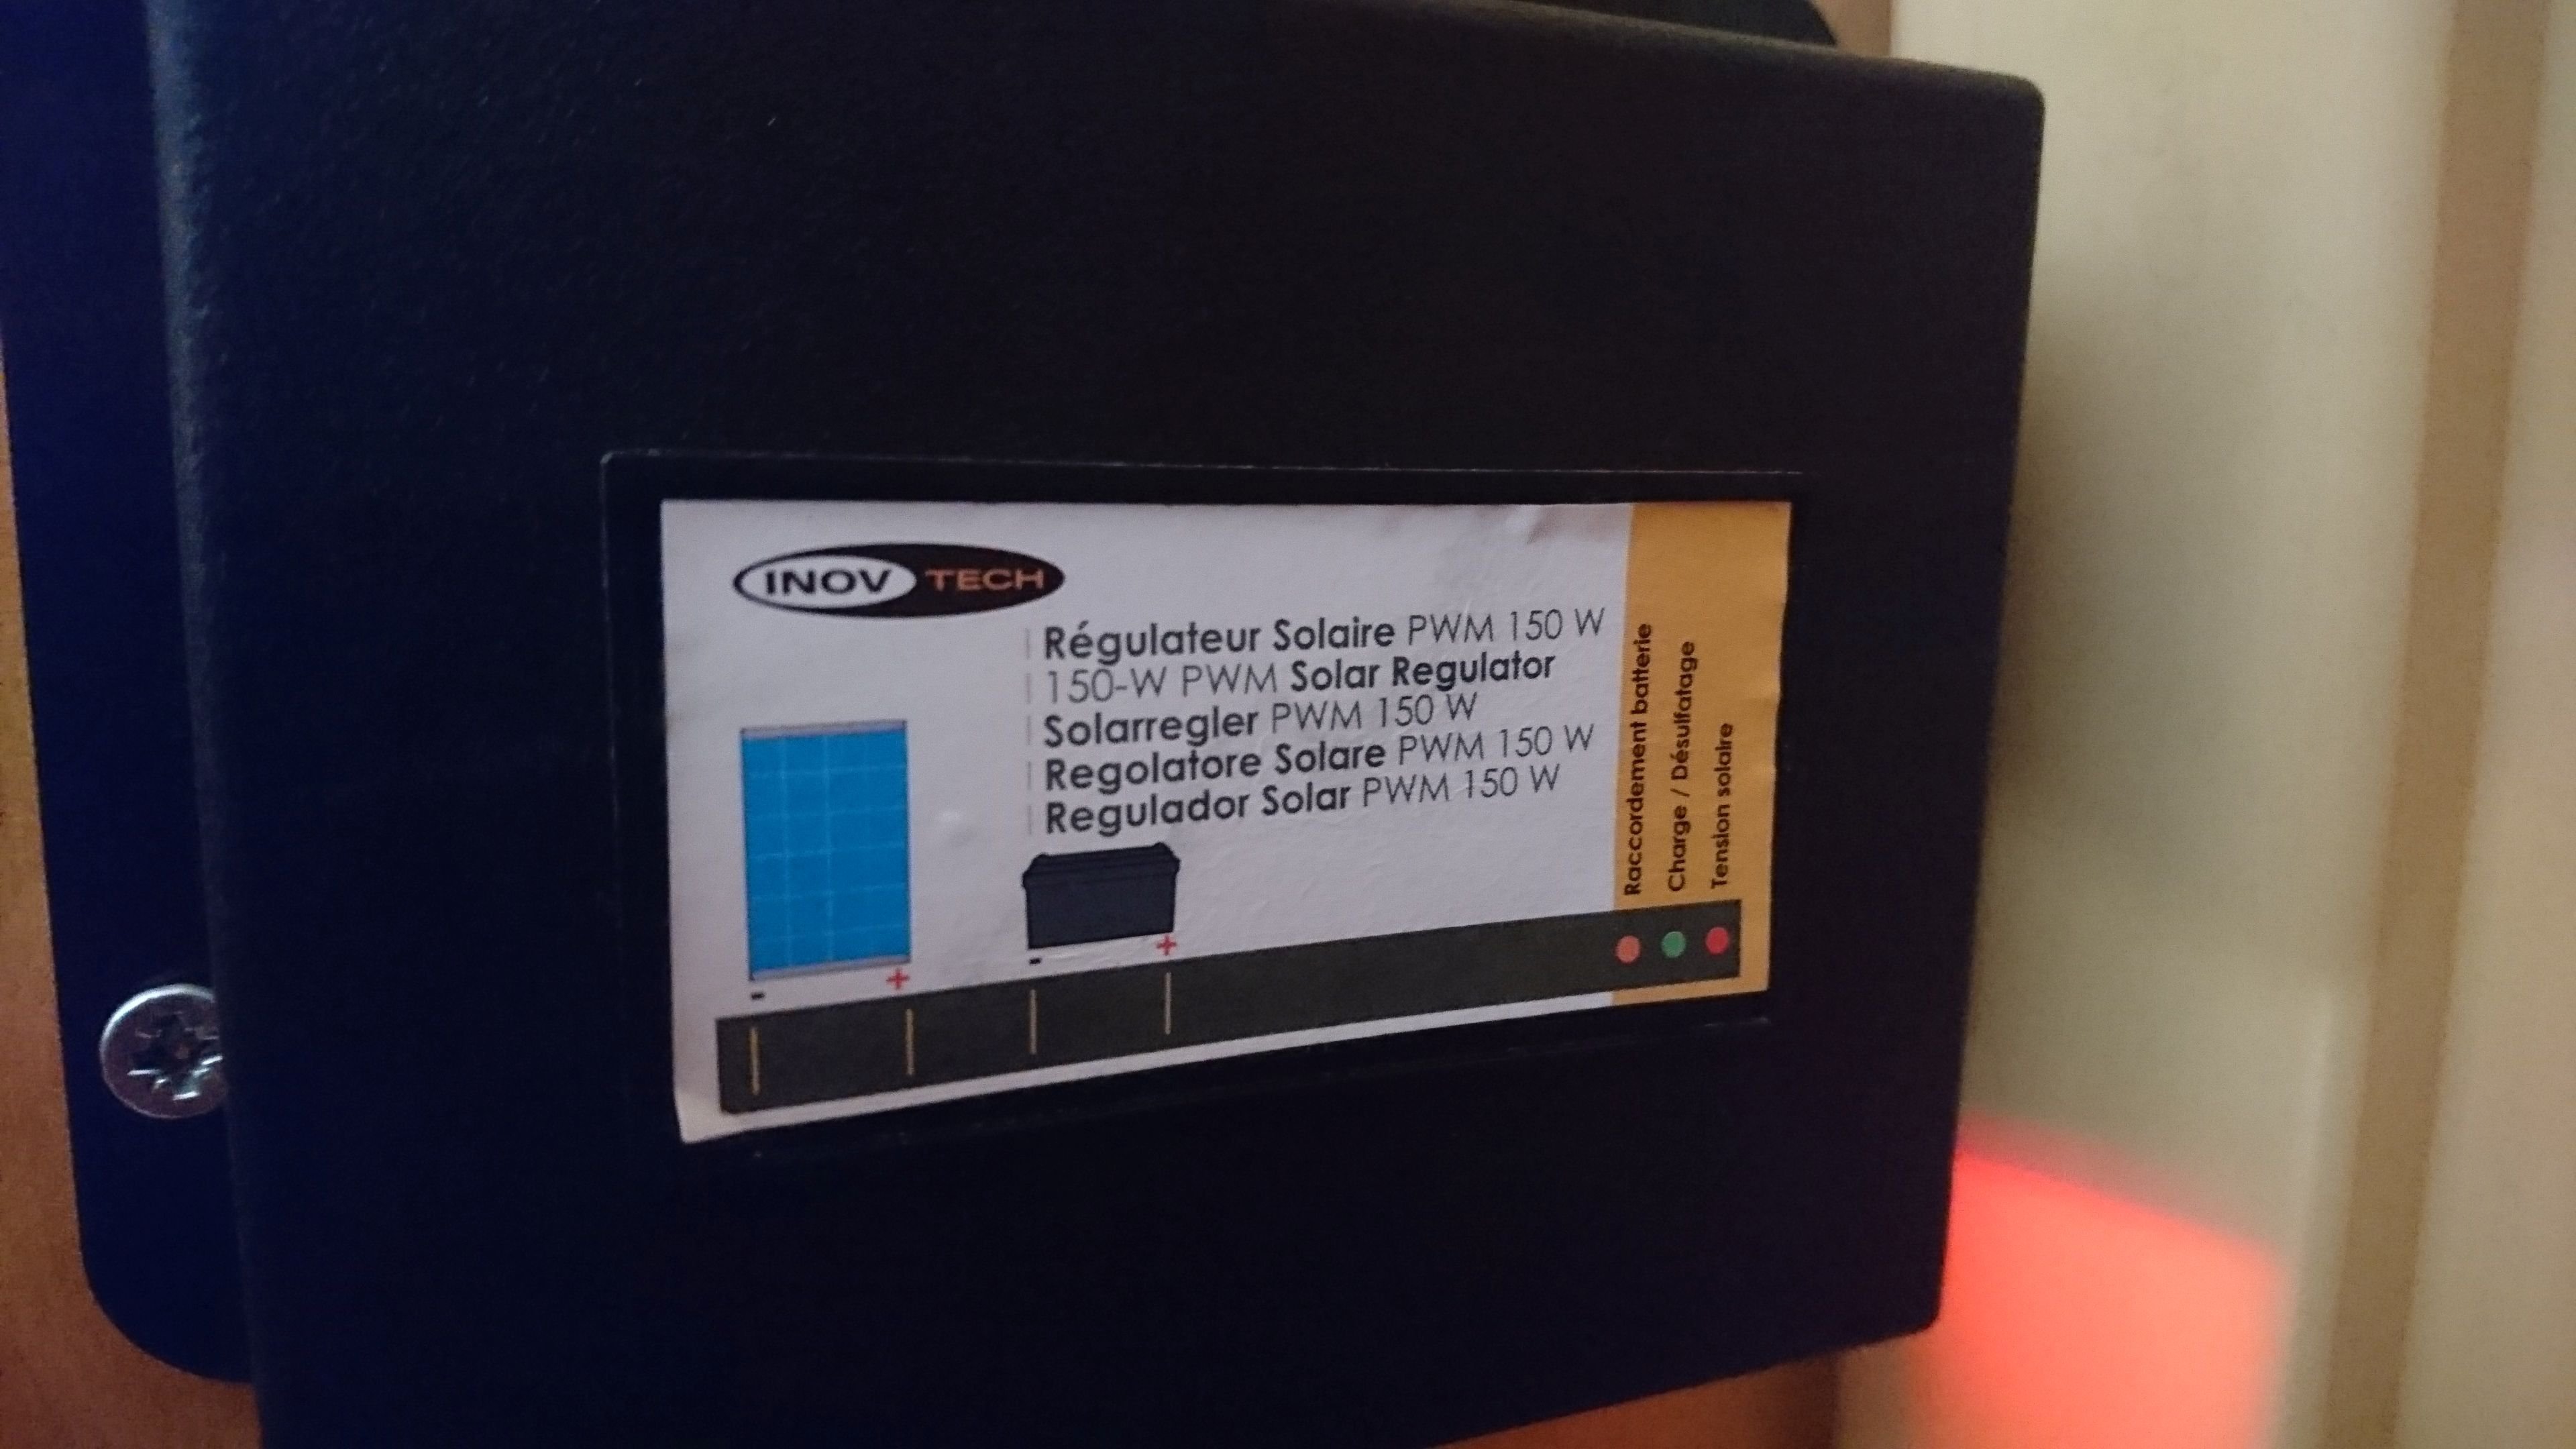 INOV TECH
Régulateur Solaire PWM 150 W
150-W PWM Solar Regulator
Solarregler PWM 150 W
Regolatore Solare PWM 150 W
Regulador Solar PWM 150 W
Raccordement batterie
Charge / Désulfatage
Tension solaire
- +
- +